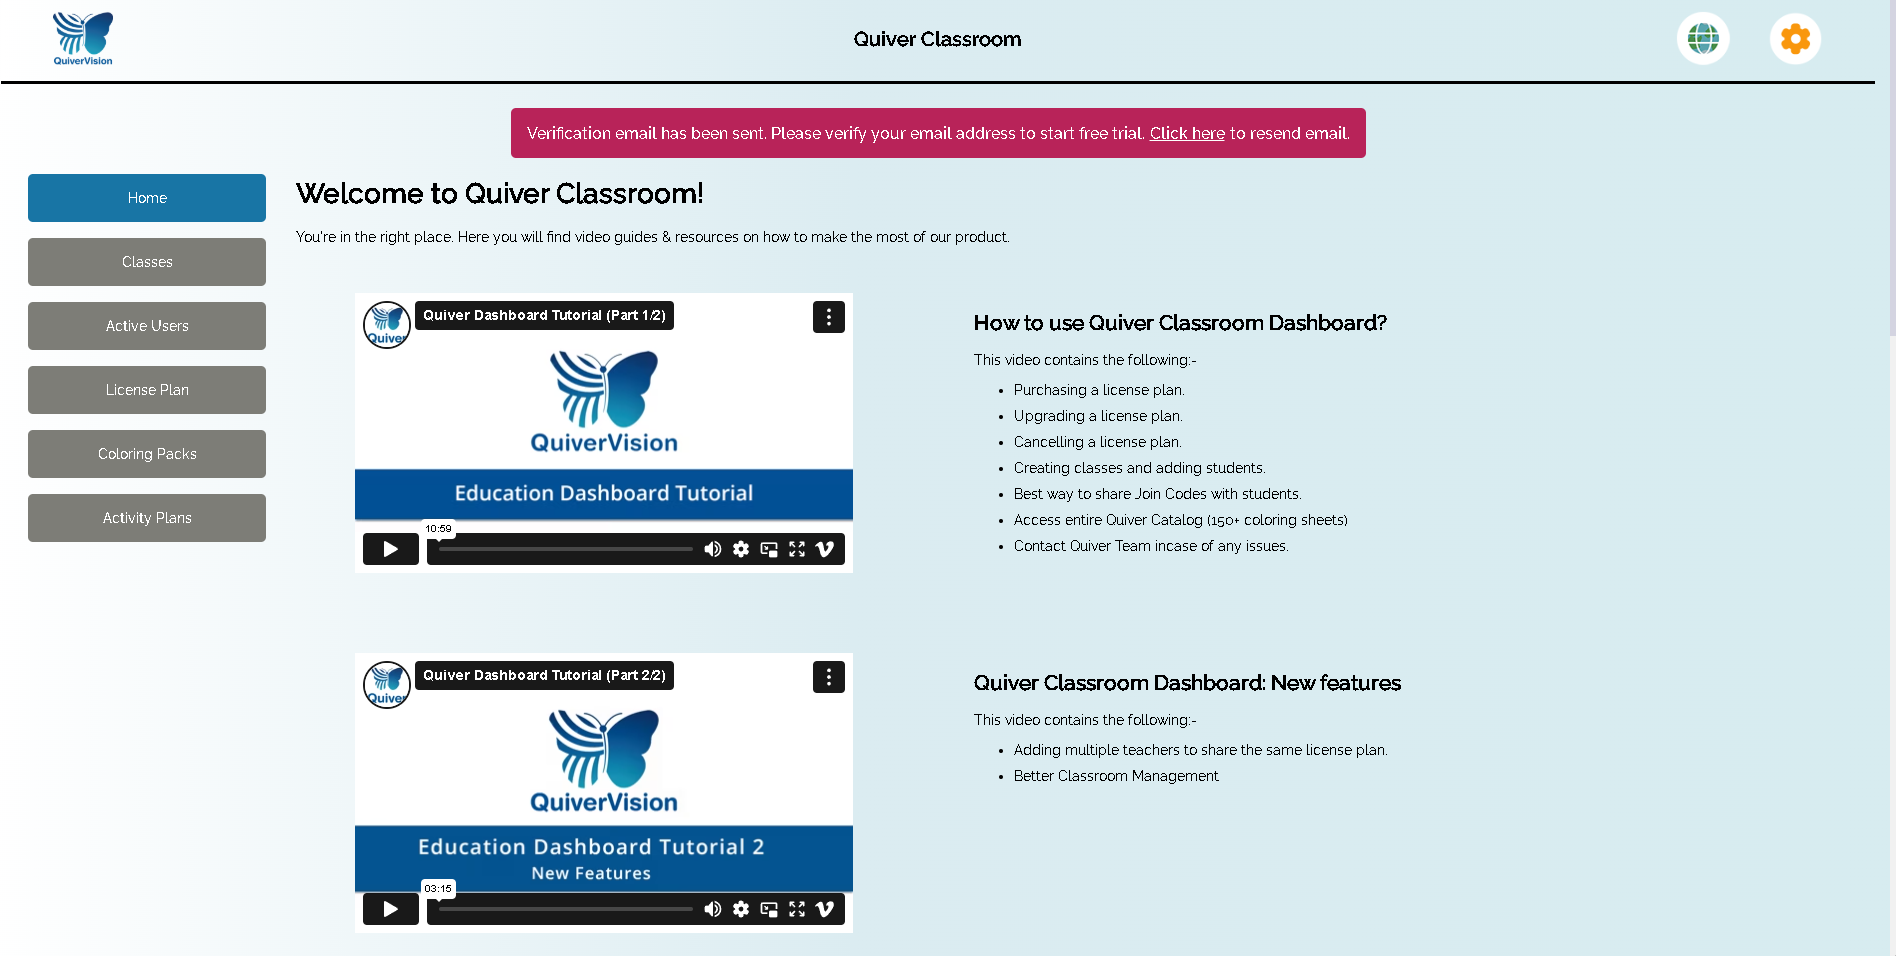 QuiverVision
Quiver Classroom
Verification email has been sent. Please verify your email address to start free trial. Click here to resend email.
Home
Classes
Active Users
License Plan
Coloring Packs
Activity Plans
Welcome to Quiver Classroom!
You're in the right place. Here you will find video guides & resources on how to make the most of our product.
Quiver
Quiver Dashboard Tutorial (Part 1/2)
QuiverVision
Education Dashboard Tutorial
10:59
How to use Quiver Classroom Dashboard?
This video contains the following:-
• Purchasing a license plan.
• Upgrading a license plan.
• Cancelling a license plan.
• Creating classes and adding students.
• Best way to share Join Codes with students.
• Access entire Quiver Catalog (150+ coloring sheets)
• Contact Quiver Team incase of any issues.
Quiver
Quiver Dashboard Tutorial (Part 2/2)
QuiverVision
Education Dashboard Tutorial 2
New Features
03:15
Quiver Classroom Dashboard: New features
This video contains the following:-
• Adding multiple teachers to share the same license plan.
• Better Classroom Management